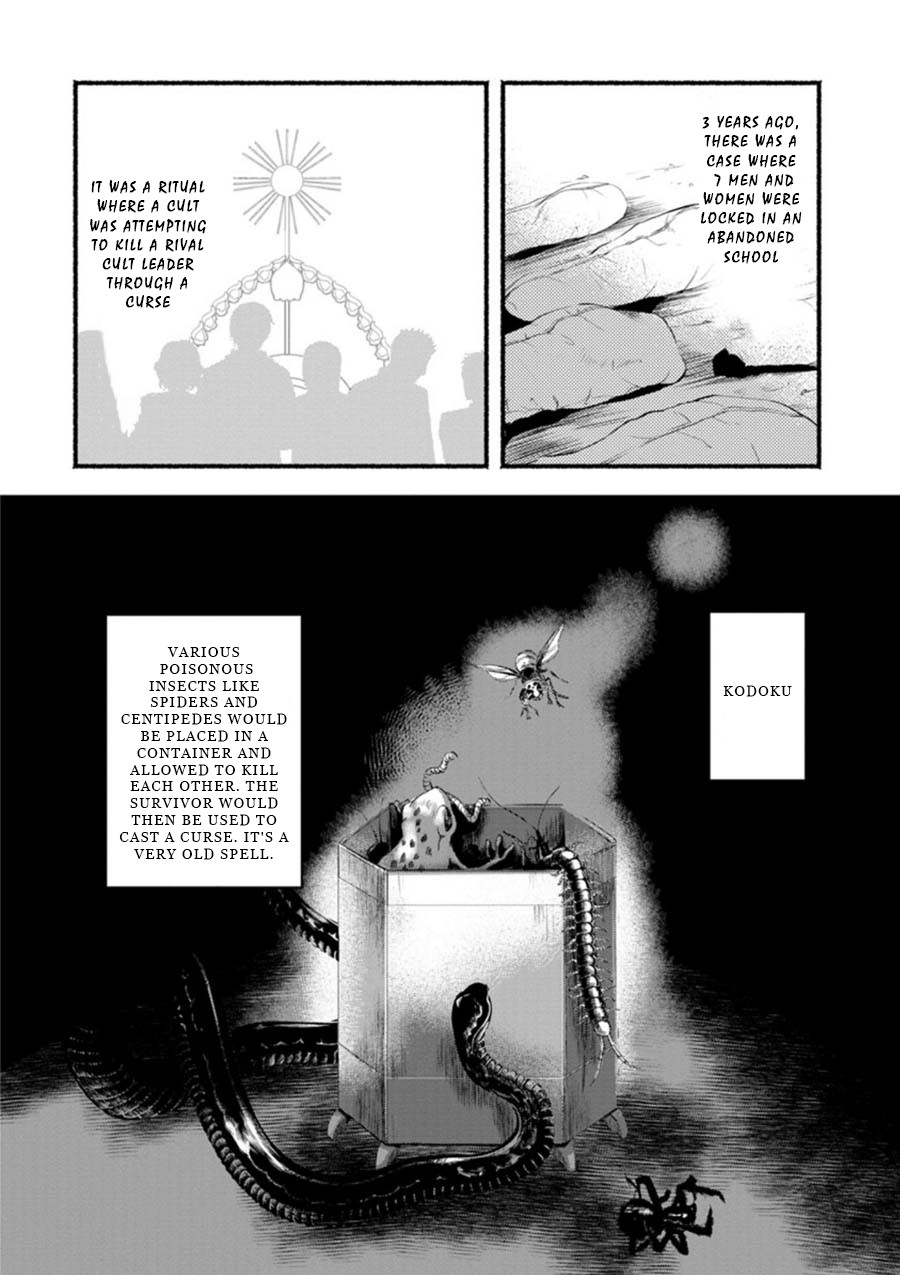 3 YEARS AGO,
THERE WAS A
CASE WHERE
7 MEN AND
WOMEN WERE
LOCKED IN AN
ABANDONED
SCHOOL
IT WAS A RITUAL
WHERE A CULT
WAS ATTEMPTING
TO KILL A RIVAL
CULT LEADER
THROUGH A
CURSE
KODOKU
VARIOUS
POISONOUS
INSECTS LIKE
SPIDERS AND
CENTIPEDES WOULD
BE PLACED IN A
CONTAINER AND
ALLOWED TO KILL
EACH OTHER. THE
SURVIVOR WOULD
THEN BE USED TO
CAST A CURSE. IT'S A
VERY OLD SPELL.